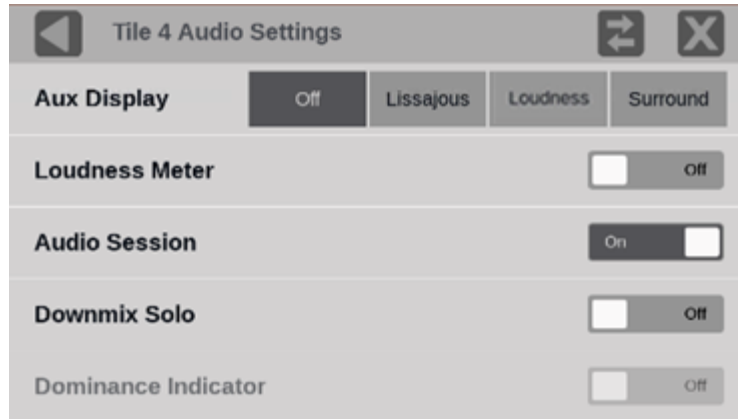 Tile 4 Audio Settings
Aux Display Off Lissajous Loudness Surround
Loudness Meter Off
Audio Session On
Downmix Solo Off
Dominance Indicator Off